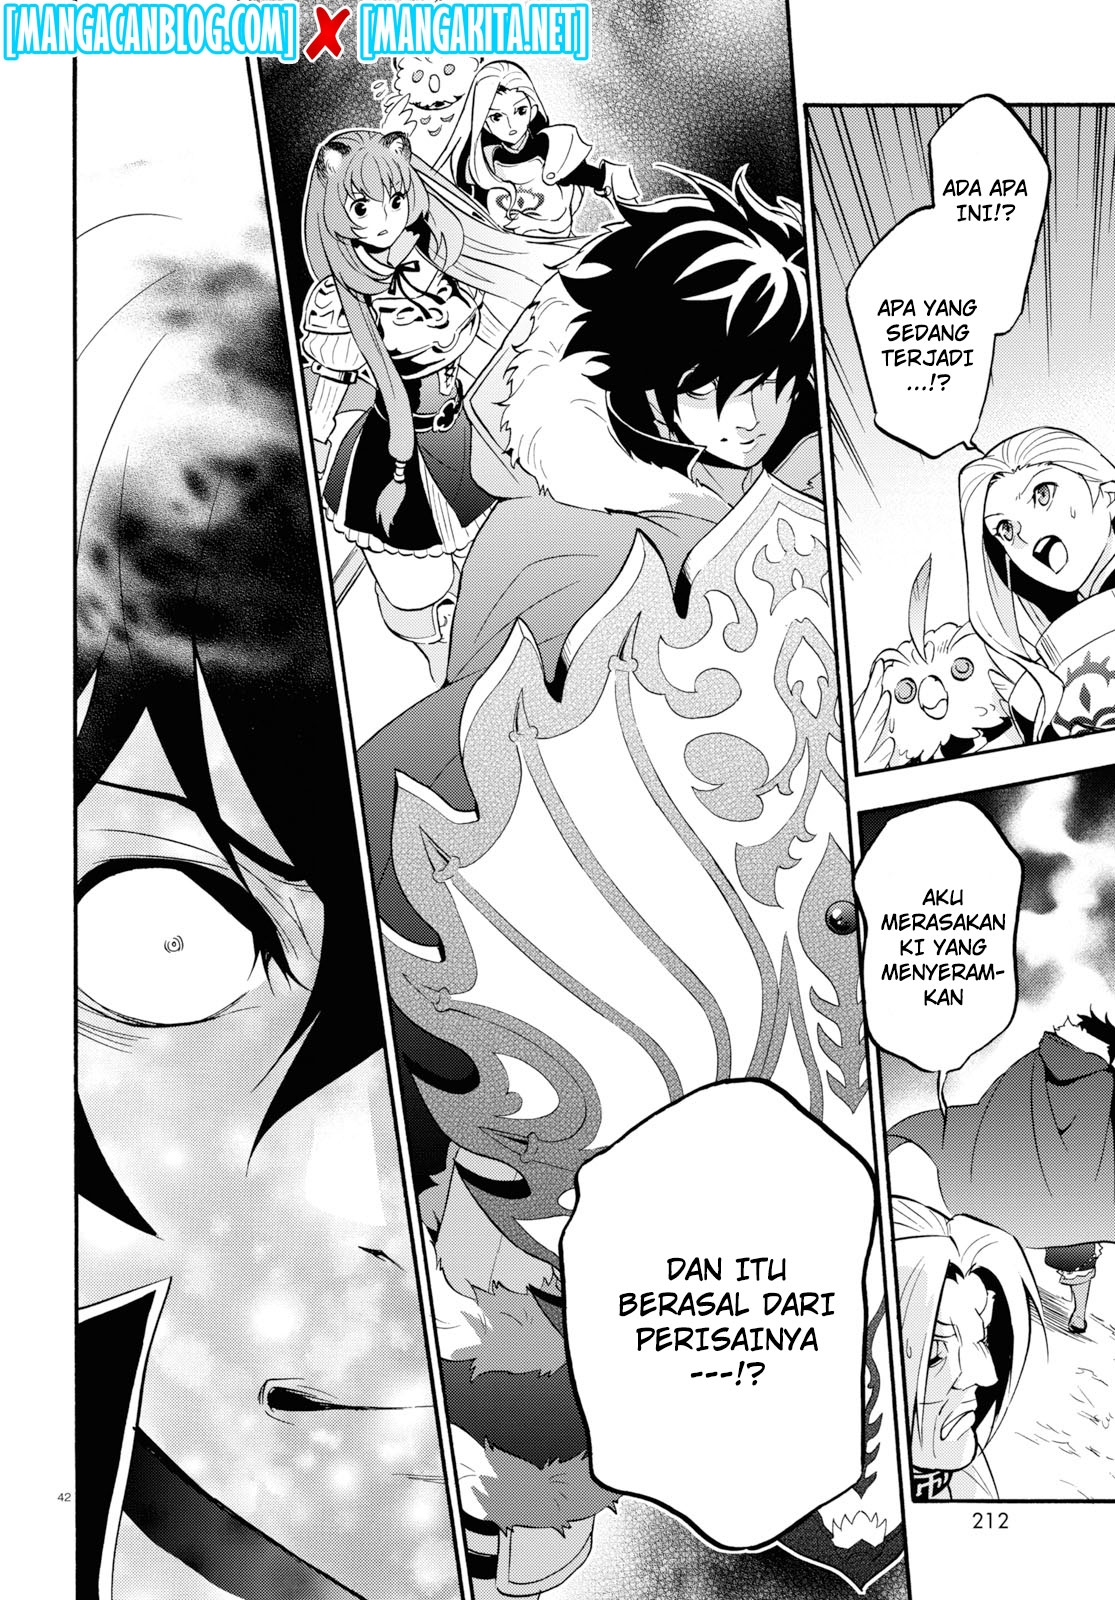 [MANGACANBLOG.COM] X [MANGAKITA.NET]
ADA APA
INI!?
APA YANG
SEDANG
TERJADI
...!?
AKU
MERASAKAN
KI YANG
MENYERAM-
KAN
DAN ITU
BERASAL DARI
PERISAINYA
---!?
42
212